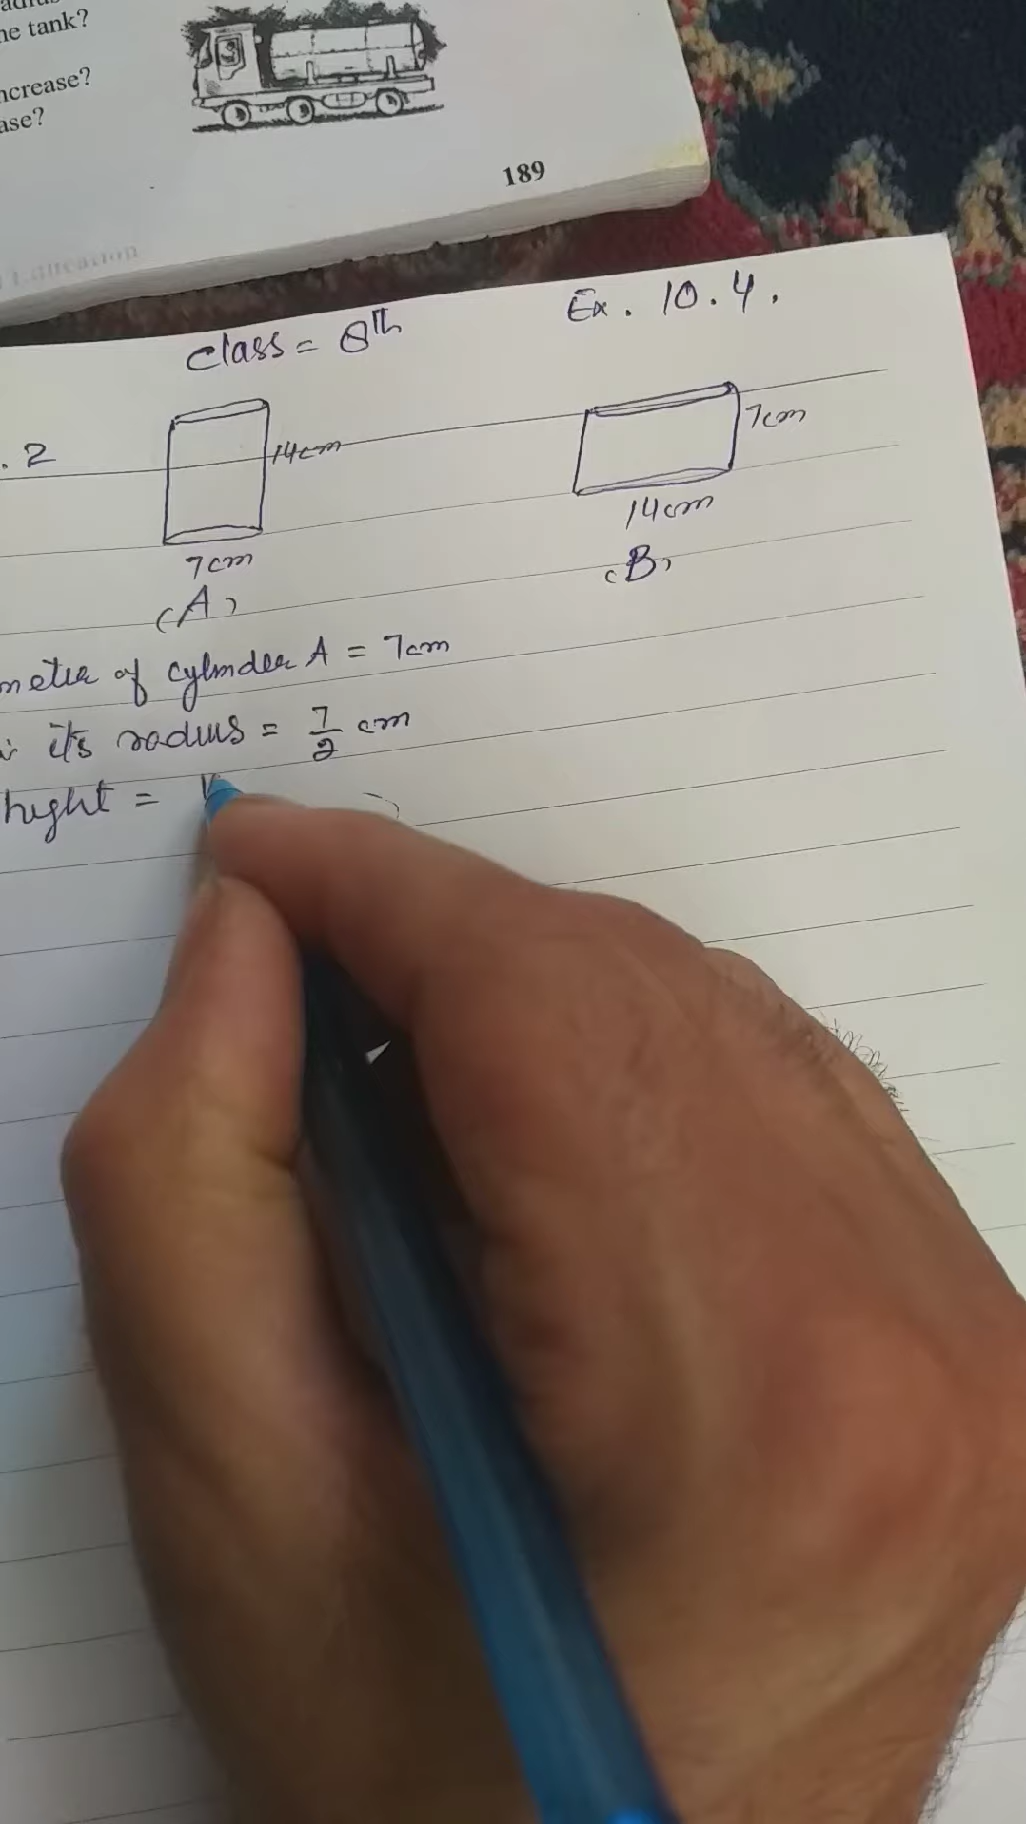 he tank?
ncrease?
ase?
189
class = 8th Ex. 10.4.
. 2
14cm
7cm
7cm
14cm
(A)
(B)
meter of cylinder A = 7cm
its radius = 7/2 cm
hight =